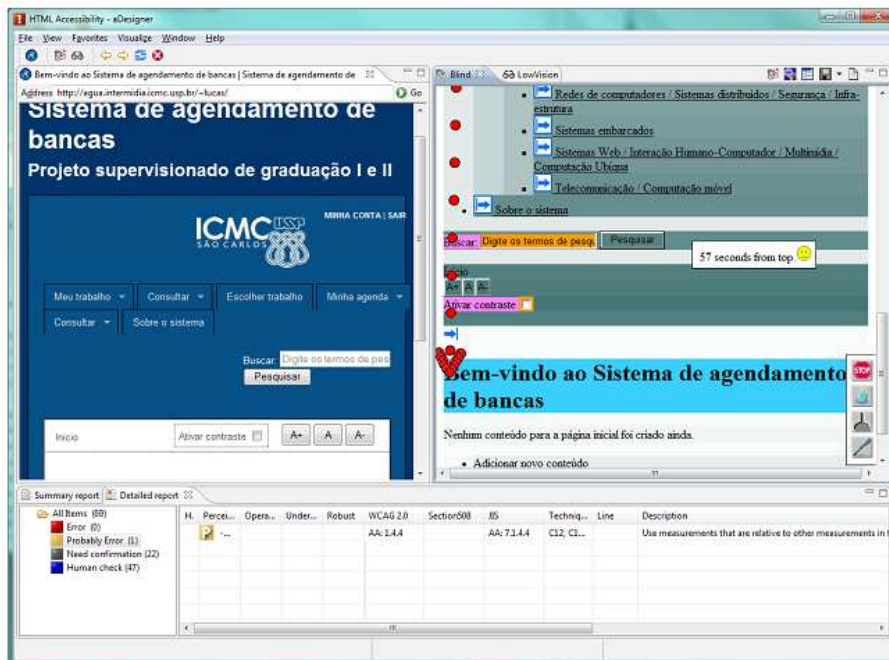 HTML Accessibility - aDesigner
File View Favorites Visualize Window Help
Bem-vindo ao Sistema de agendamento de bancas | Sistema de agendamento de
Address http://egua.intermidia.icmc.usp.br/~lucas/ Go
Sistema de agendamento de
bancas
Projeto supervisionado de graduação I e II
ICMC USP
SÃO CARLOS
MINHA CONTA | SAIR
Meu trabalho Consultar Escolher trabalho Minha agenda
Consultar Sobre o sistema
Buscar: Digite os termos de pes
Pesquisar
Início Ativar contraste A+ A A-
Blind LowVision
Redes de computadores / Sistemas distribuídos / Segurança / Infra-
estrutura
Sistemas embarcados
Sistemas Web / Interação Humano-Computador / Multimídia /
Computação Ubíqua
Telecomunicação / Computação móvel
Sobre o sistema
Buscar: Digite os termos de pesqu Pesquisar
57 seconds from top.
Início
A+ A A-
Ativar contraste
Bem-vindo ao Sistema de agendamento
de bancas
Nenhum conteúdo para a página inicial foi criado ainda.
Adicionar novo conteúdo
STOP
Summary report Detailed report
All Items (69)
Error (0)
Probably Error (1)
Need confirmation (22)
Human check (47)
H. Percei... Opera... Under... Robust WCAG 2.0 Section508 JIS Techniq... Line Description
-... AA: 1.4.4 AA: 7.1.4.4 C12, C1... Use measurements that are relative to other measurements in t